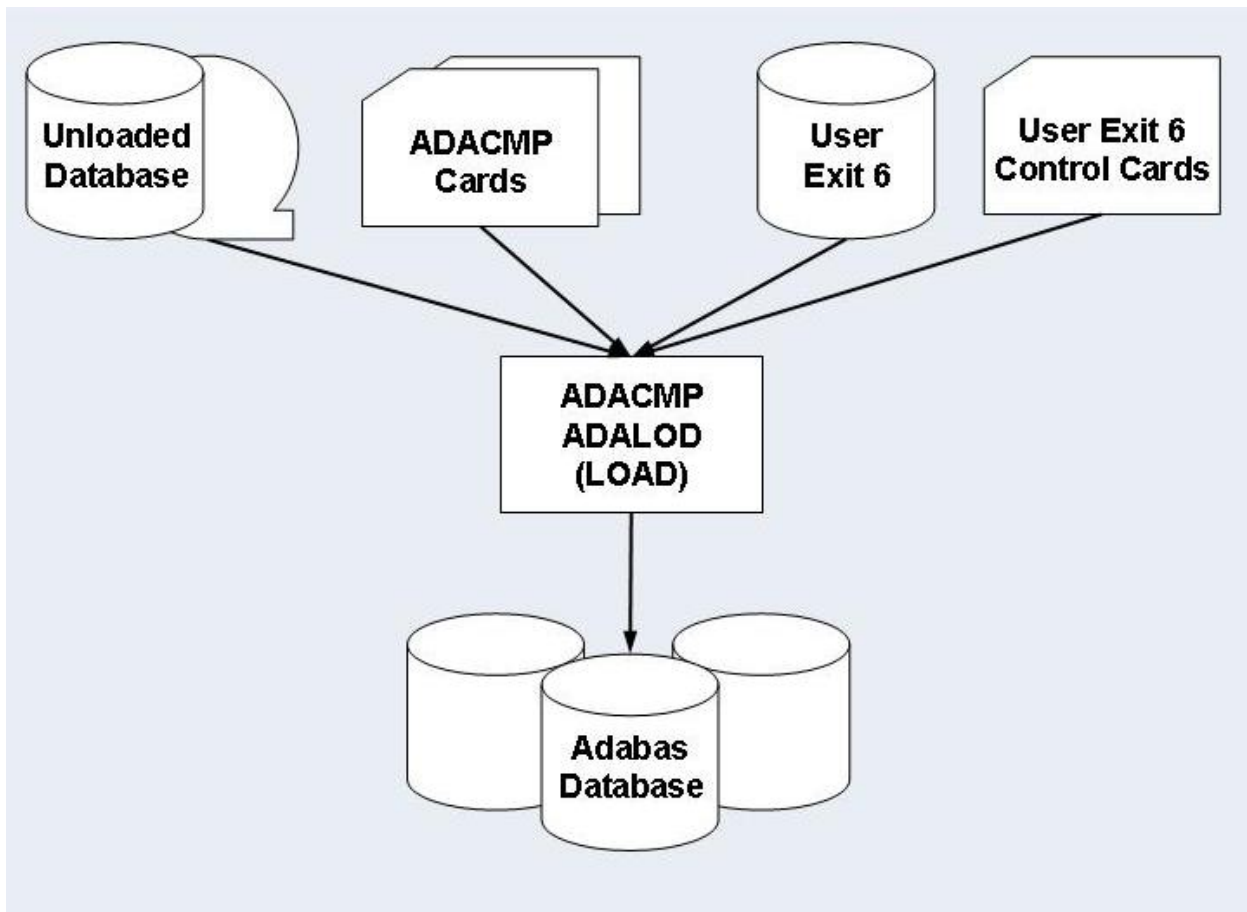 Unloaded
Database
ADACMP
Cards
User
Exit 6
User Exit 6
Control Cards
ADACMP
ADALOD
(LOAD)
Adabas
Database